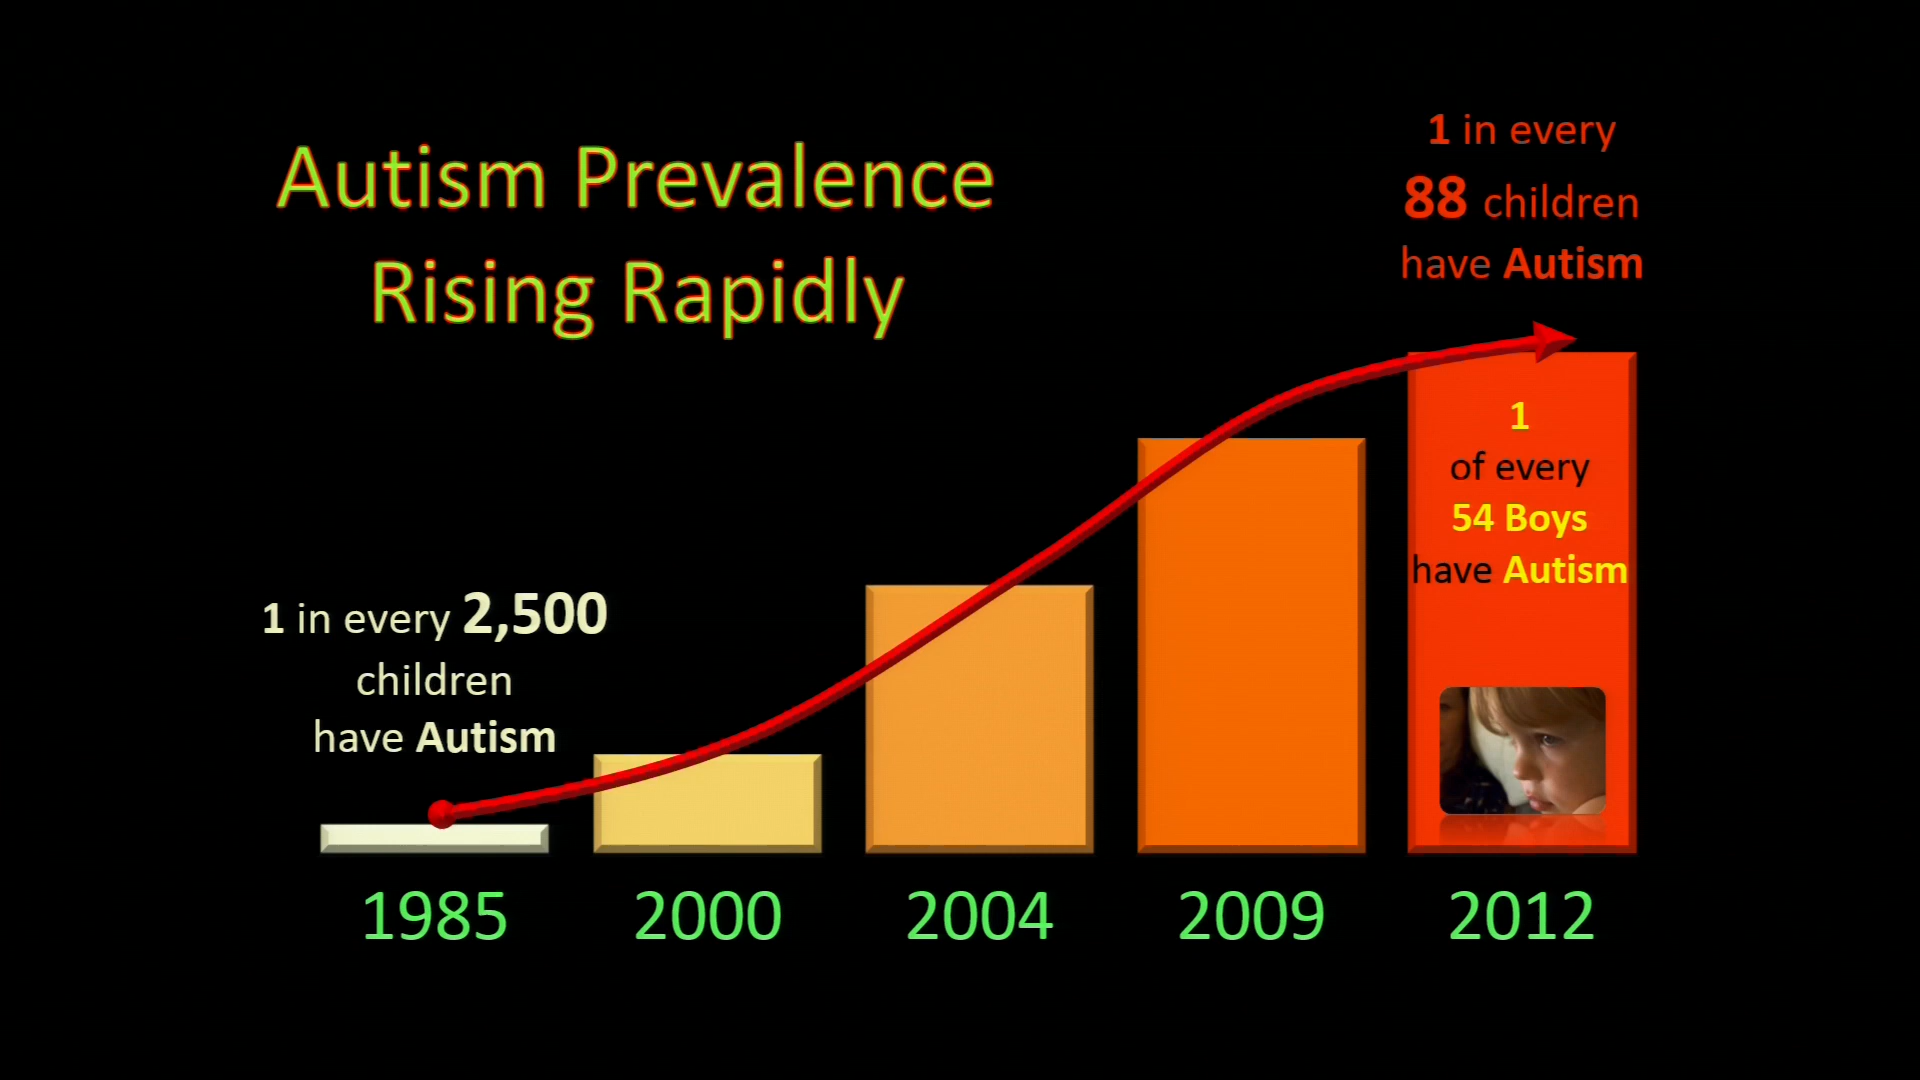 Autism Prevalence
Rising Rapidly
1 in every
88 children
have Autism
1
of every
54 Boys
have Autism
1 in every 2,500
children
have Autism
1985
2000
2004
2009
2012